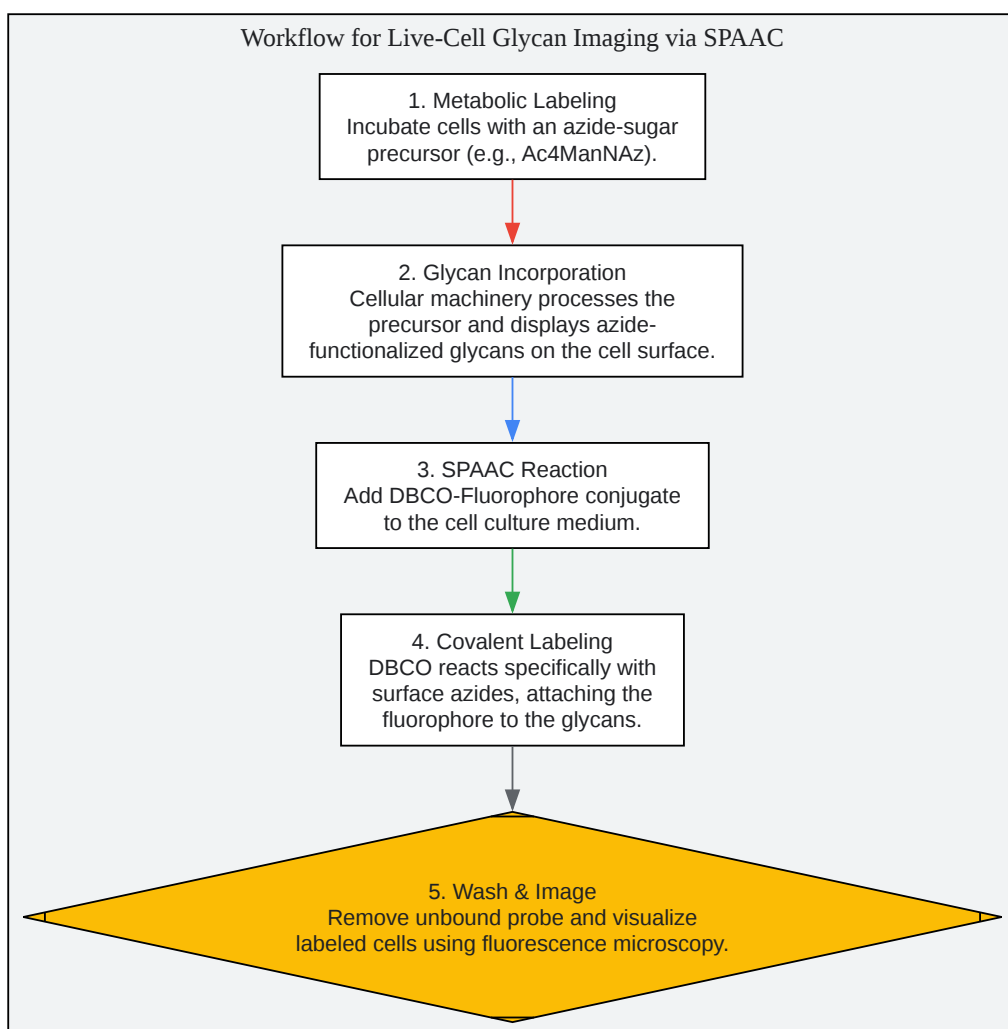 Workflow for Live-Cell Glycan Imaging via SPAAC
1. Metabolic Labeling
Incubate cells with an azide-sugar
precursor (e.g., Ac4ManNAz).
2. Glycan Incorporation
Cellular machinery processes the
precursor and displays azide-
functionalized glycans on the cell surface.
3. SPAAC Reaction
Add DBCO-Fluorophore conjugate
to the cell culture medium.
4. Covalent Labeling
DBCO reacts specifically with
surface azides, attaching the
fluorophore to the glycans.
5. Wash & Image
Remove unbound probe and visualize
labeled cells using fluorescence microscopy.